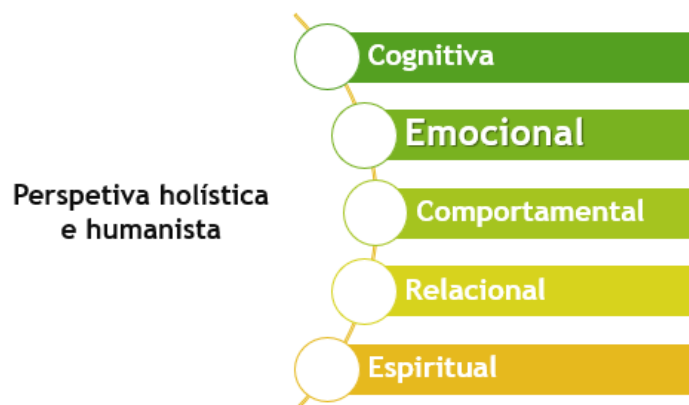 Perspetiva holística
e humanista
Cognitiva
Emocional
Comportamental
Relacional
Espiritual